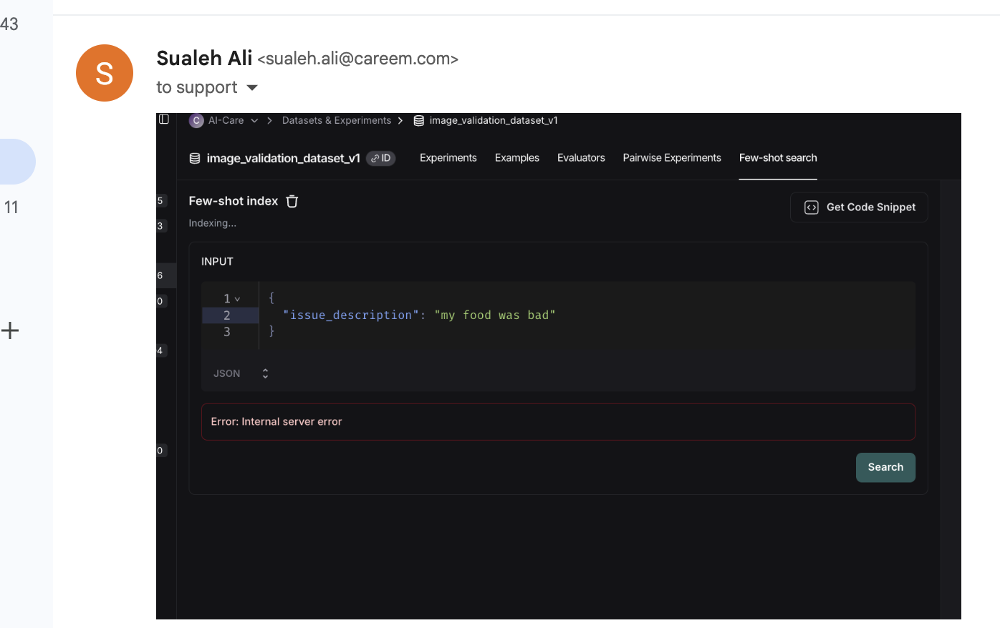 43
11
S
Sualeh Ali <sualeh.ali@careem.com>
to support
C AI-Care > Datasets & Experiments > image_validation_dataset_v1
image_validation_dataset_v1 ID Experiments Examples Evaluators Pairwise Experiments Few-shot search
5
Few-shot index
Get Code Snippet
Indexing...
3
INPUT
6
1 {
0
2 "issue_description": "my food was bad"
3 }
4
JSON
Error: Internal server error
0
Search